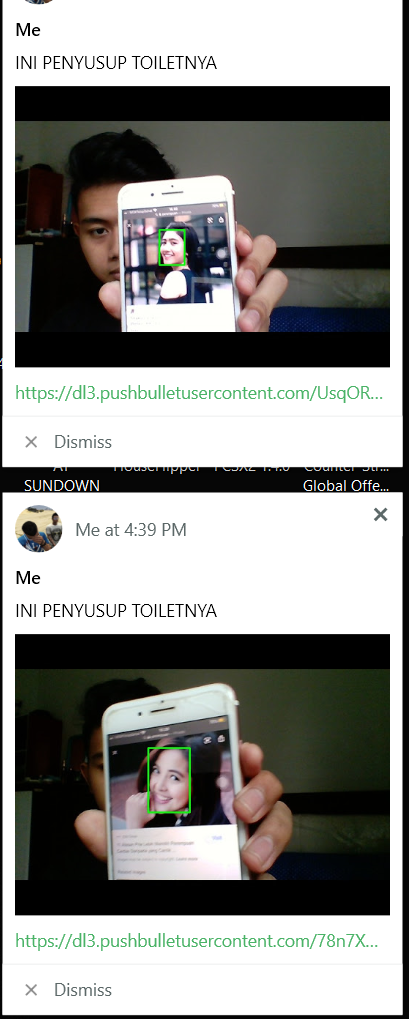 Me
INI PENYUSUP TOILETNYA
https://dl3.pushbulletusercontent.com/UsqOR...
Dismiss
AT HouseFlipper PCSX2 1.4.0 Counter-Str...
SUNDOWN Global Offe...
Me at 4:39 PM
Me
INI PENYUSUP TOILETNYA
https://dl3.pushbulletusercontent.com/78n7X...
Dismiss